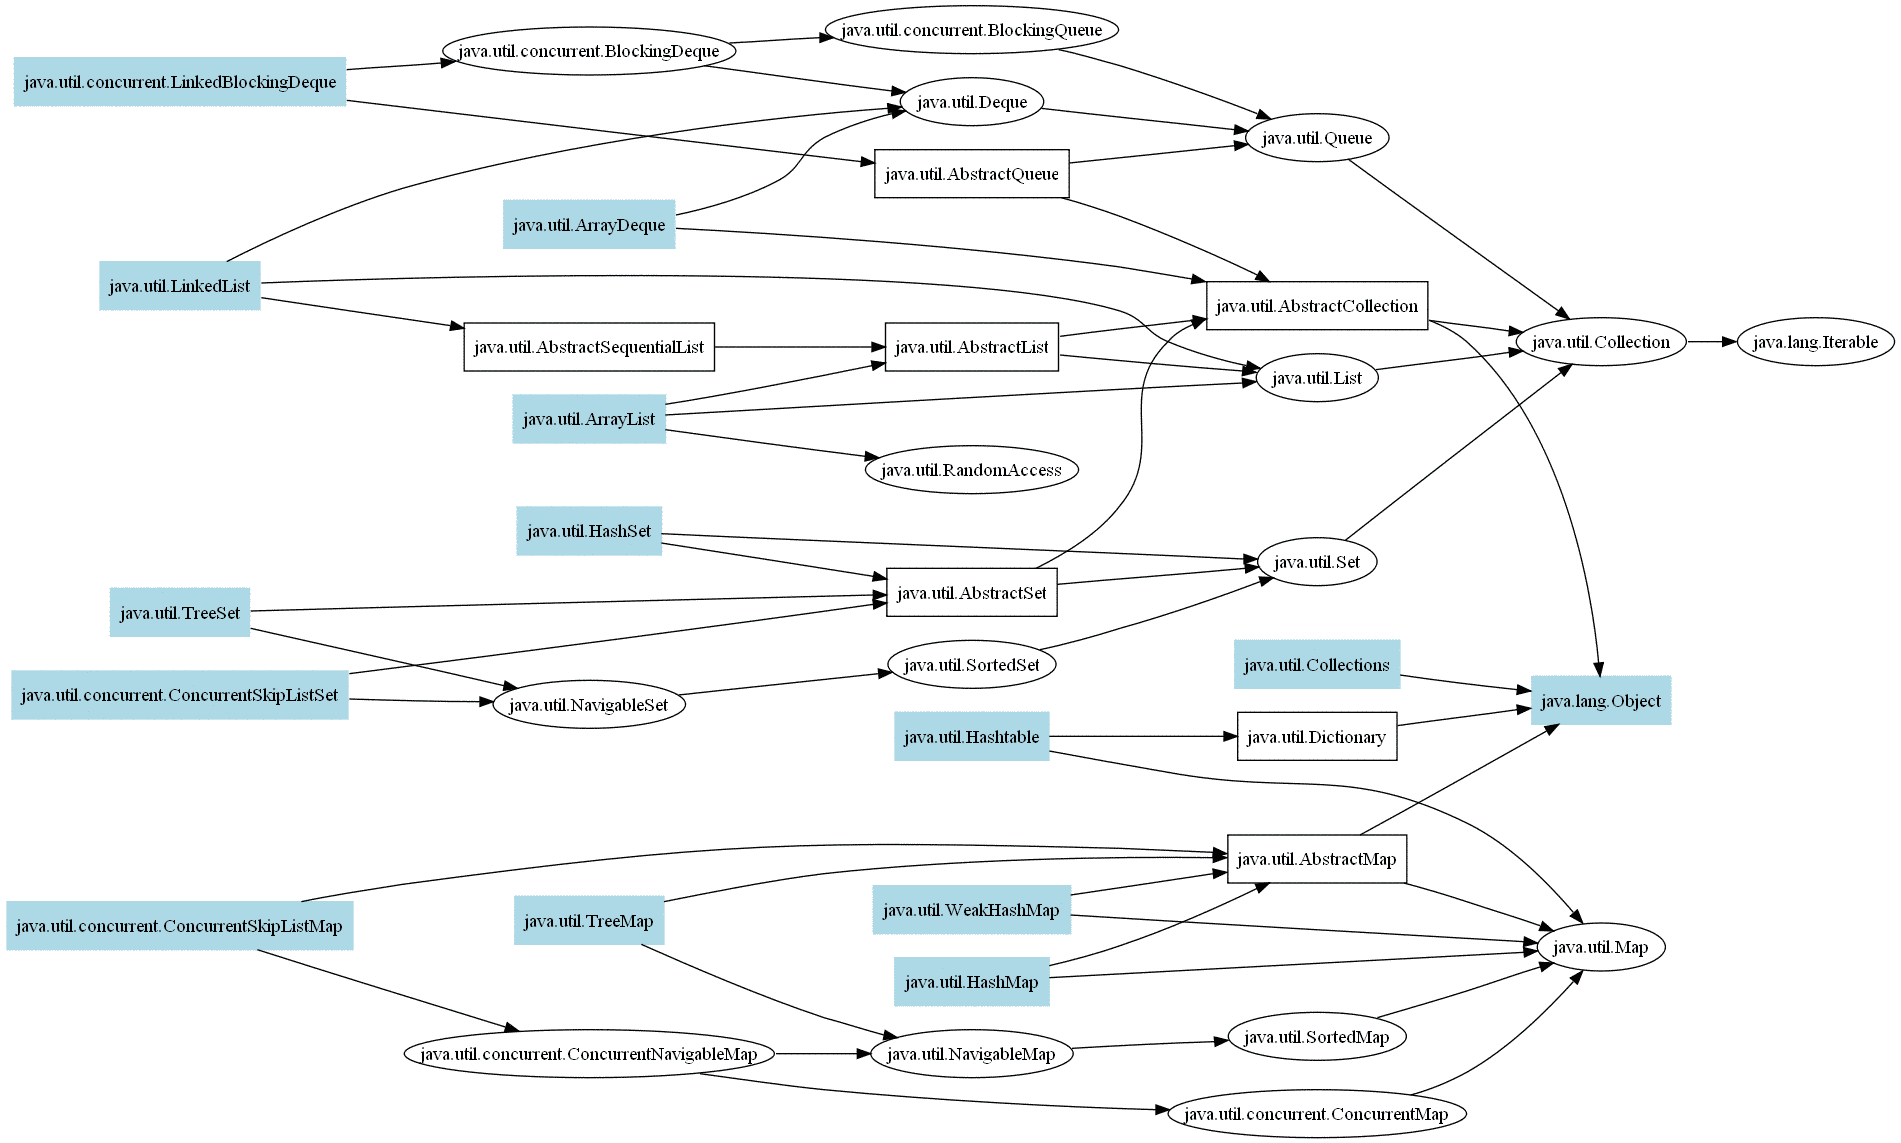 java.util.concurrent.BlockingQueue
java.util.concurrent.BlockingDeque
java.util.concurrent.LinkedBlockingDeque
java.util.Deque
java.util.Queue
java.util.AbstractQueue
java.util.ArrayDeque
java.util.LinkedList
java.util.AbstractCollection
java.util.AbstractSequentialList
java.util.AbstractList
java.util.Collection
java.lang.Iterable
java.util.List
java.util.ArrayList
java.util.RandomAccess
java.util.HashSet
java.util.Set
java.util.AbstractSet
java.util.TreeSet
java.util.SortedSet
java.util.Collections
java.util.concurrent.ConcurrentSkipListSet
java.util.NavigableSet
java.lang.Object
java.util.Hashtable
java.util.Dictionary
java.util.AbstractMap
java.util.WeakHashMap
java.util.TreeMap
java.util.concurrent.ConcurrentSkipListMap
java.util.Map
java.util.HashMap
java.util.SortedMap
java.util.concurrent.ConcurrentNavigableMap
java.util.NavigableMap
java.util.concurrent.ConcurrentMap